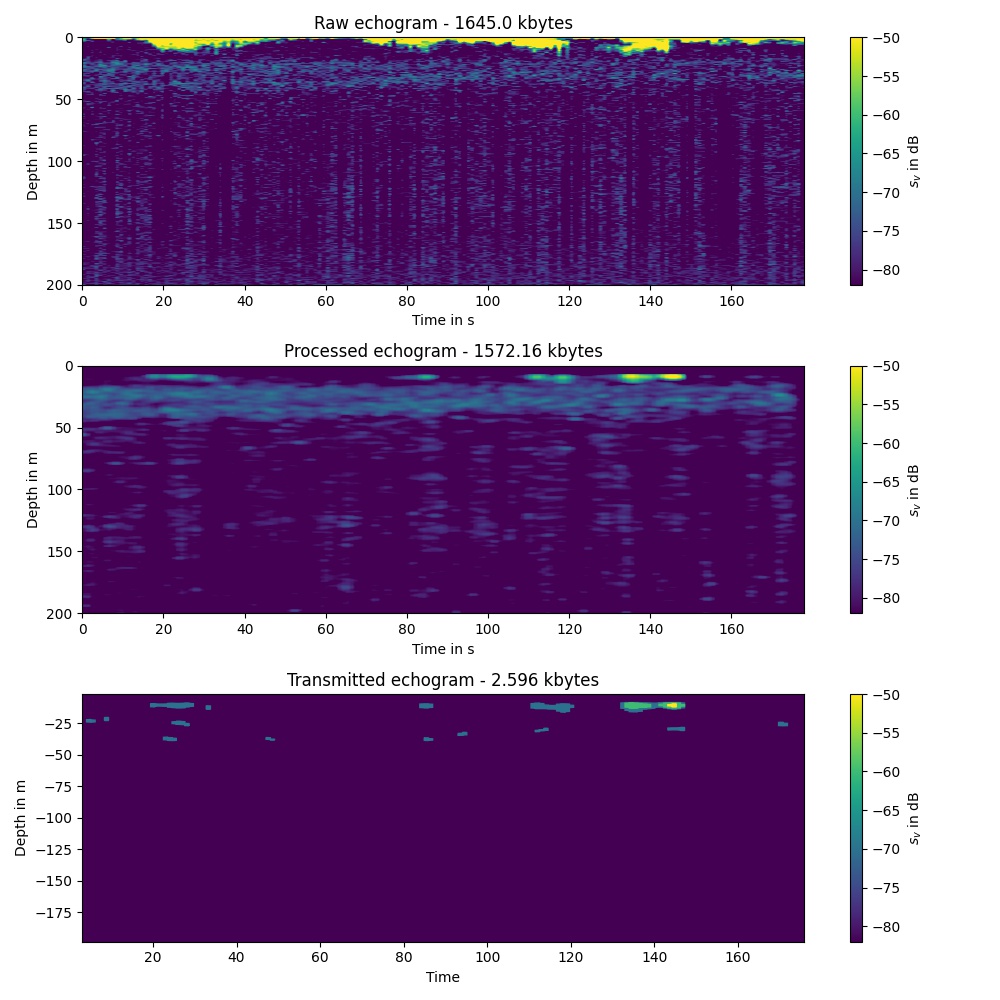 Raw echogram - 1645.0 kbytes
0
50
100
150
200
Depth in m
0 20 40 60 80 100 120 140 160
Time in s
−50
−55
−60
−65
−70
−75
−80
sv in dB
Processed echogram - 1572.16 kbytes
0
50
100
150
200
Depth in m
0 20 40 60 80 100 120 140 160
Time in s
−50
−55
−60
−65
−70
−75
−80
sv in dB
Transmitted echogram - 2.596 kbytes
−25
−50
−75
−100
−125
−150
−175
Depth in m
20 40 60 80 100 120 140 160
Time
−50
−55
−60
−65
−70
−75
−80
sv in dB